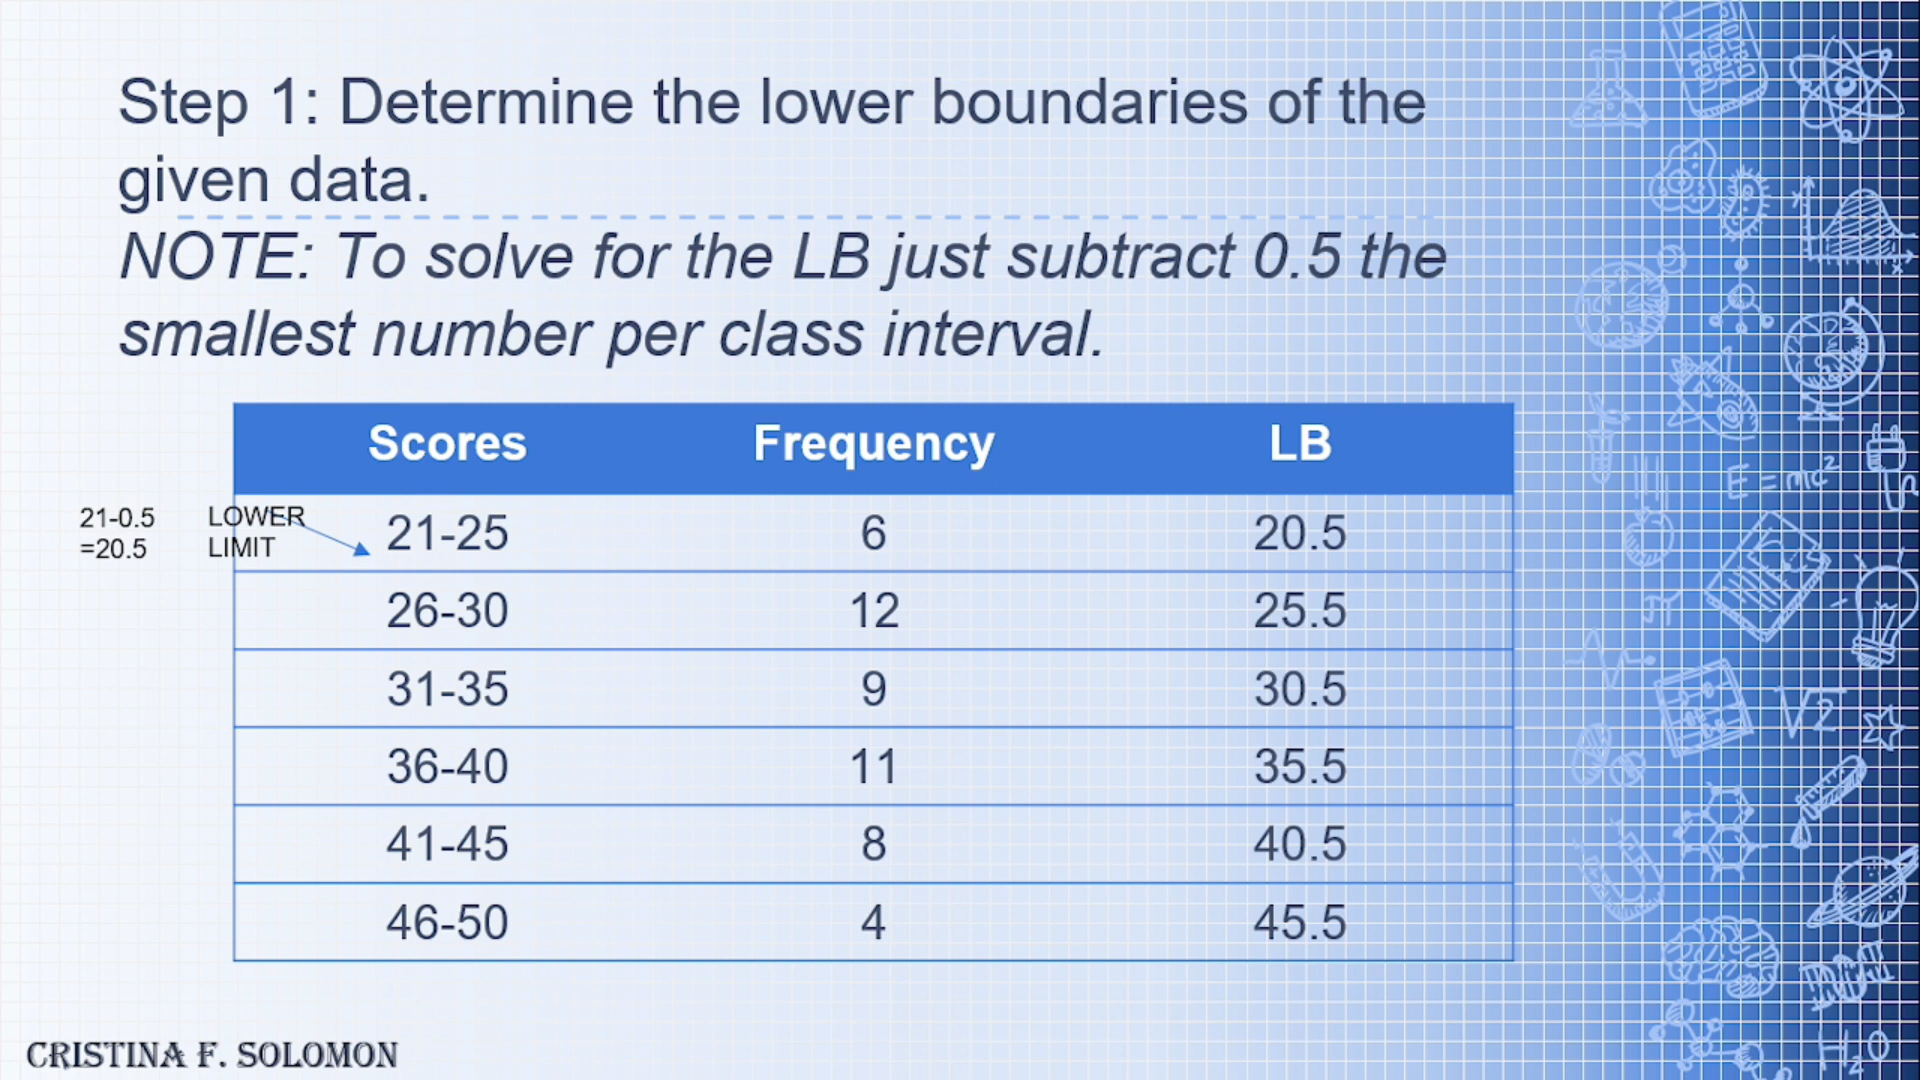 Step 1: Determine the lower boundaries of the
given data.
NOTE: To solve for the LB just subtract 0.5 the
smallest number per class interval.
Scores Frequency LB
21-0.5 LOWER
=20.5 LIMIT
21-25 6 20.5
26-30 12 25.5
31-35 9 30.5
36-40 11 35.5
41-45 8 40.5
46-50 4 45.5
CRISTINA F. SOLOMON
E=mc²
π
√2
H₂O